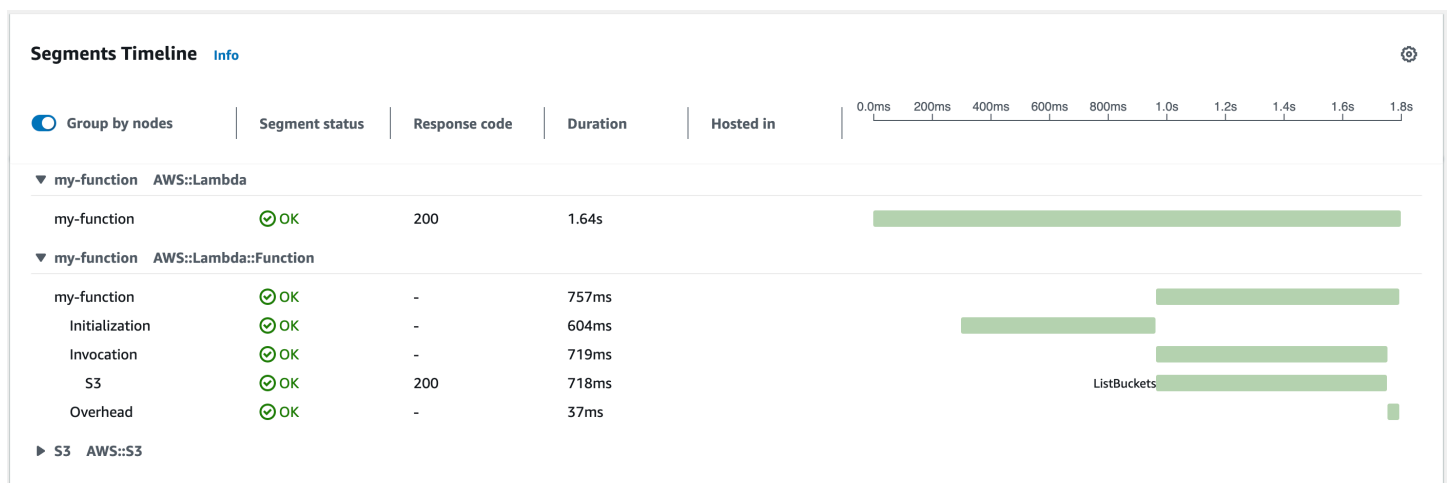 Segments Timeline Info
0.0ms 200ms 400ms 600ms 800ms 1.0s 1.2s 1.4s 1.6s 1.8s
Group by nodes Segment status Response code Duration Hosted in
my-function AWS::Lambda
my-function OK 200 1.64s
my-function AWS::Lambda::Function
my-function OK - 757ms
Initialization OK - 604ms
Invocation OK - 719ms
S3 OK 200 718ms ListBuckets
Overhead OK - 37ms
S3 AWS::S3